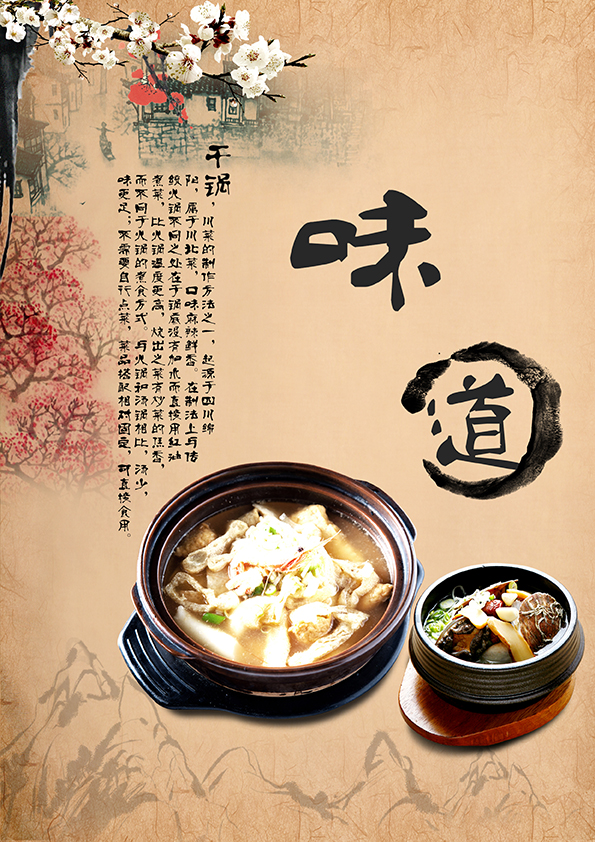 味
道
干锅，川菜的制作方法之一，起源于四川绵
阳，属于川北菜，口味麻辣鲜香。在制法上与传
统火锅不同之处在于锅底没有加水而直接用红油
煮菜，比火锅温度更高，炒出之菜有炒菜的焦香，
而不同于火锅的煮食方式。与火锅和汤锅相比，汤少，
味更足；不需要自行点菜，菜品搭配相对固定，可直接食用。